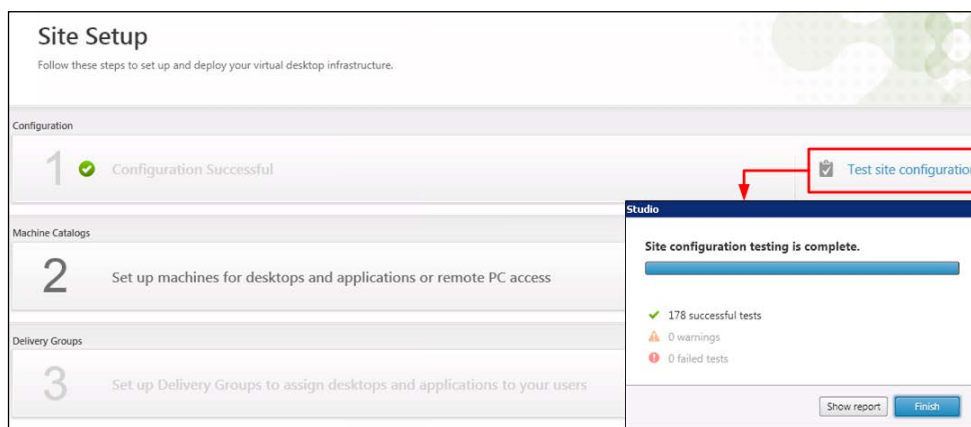 Site Setup
Follow these steps to set up and deploy your virtual desktop infrastructure.
Configuration
1 Configuration Successful
Test site configuration
Machine Catalogs
2 Set up machines for desktops and applications or remote PC access
Delivery Groups
3 Set up Delivery Groups to assign desktops and applications to your users
Studio
Site configuration testing is complete.
178 successful tests
0 warnings
0 failed tests
Show report Finish